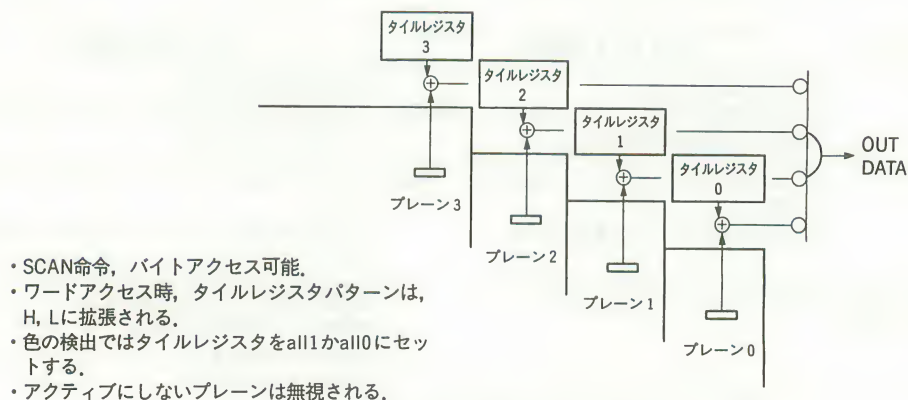 タイルレジスタ
3
タイルレジスタ
2
タイルレジスタ
1
タイルレジスタ
0
OUT
DATA
プレーン3
プレーン2
プレーン1
プレーン0
・SCAN命令，バイトアクセス可能．
・ワードアクセス時，タイルレジスタパターンは，
H, Lに拡張される．
・色の検出ではタイルレジスタをall1かall0にセッ
トする．
・アクティブにしないプレーンは無視される．